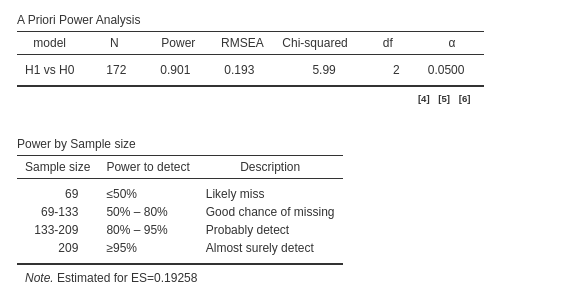 A Priori Power Analysis
model N Power RMSEA Chi-squared df α
H1 vs H0 172 0.901 0.193 5.99 2 0.0500
[4] [5] [6]
Power by Sample size
Sample size Power to detect Description
69 ≤50% Likely miss
69-133 50% – 80% Good chance of missing
133-209 80% – 95% Probably detect
209 ≥95% Almost surely detect
Note. Estimated for ES=0.19258